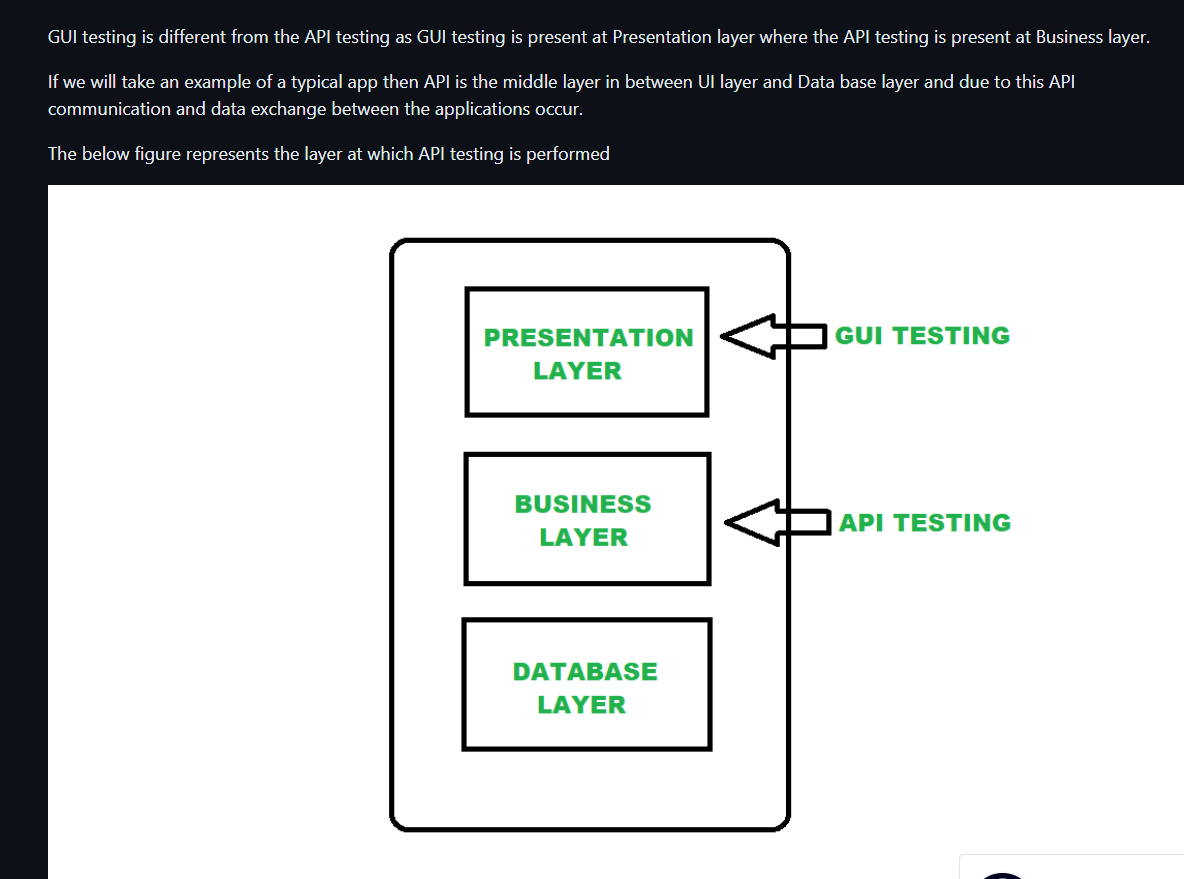 GUI testing is different from the API testing as GUI testing is present at Presentation layer where the API testing is present at Business layer.
If we will take an example of a typical app then API is the middle layer in between UI layer and Data base layer and due to this API
communication and data exchange between the applications occur.
The below figure represents the layer at which API testing is performed
PRESENTATION
LAYER
GUI TESTING
BUSINESS
LAYER
API TESTING
DATABASE
LAYER